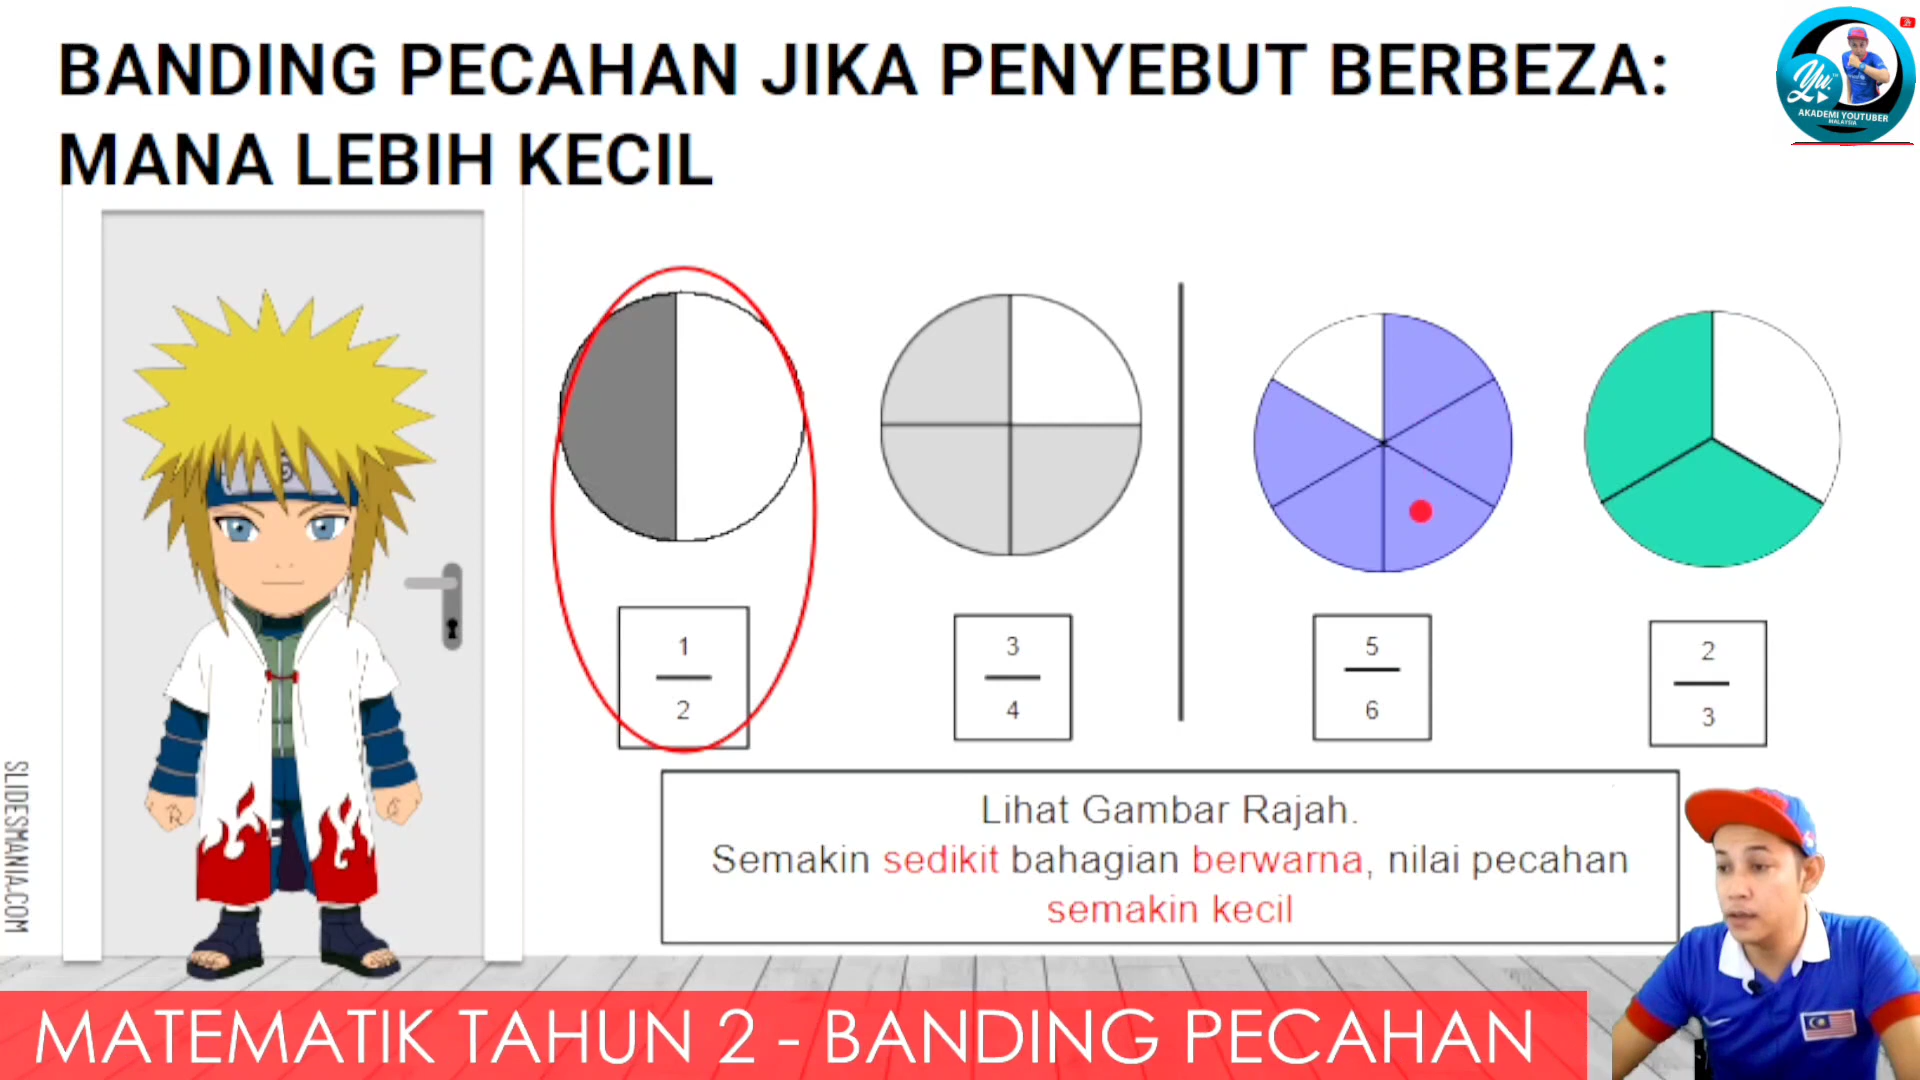 BANDING PECAHAN JIKA PENYEBUT BERBEZA:
MANA LEBIH KECIL
AKADEMI YOUTUBER
MALAYSIA
1
2
3
4
5
6
2
3
Lihat Gambar Rajah.
Semakin sedikit bahagian berwarna, nilai pecahan
semakin kecil
SLIDESMANIA.COM
MATEMATIK TAHUN 2 - BANDING PECAHAN